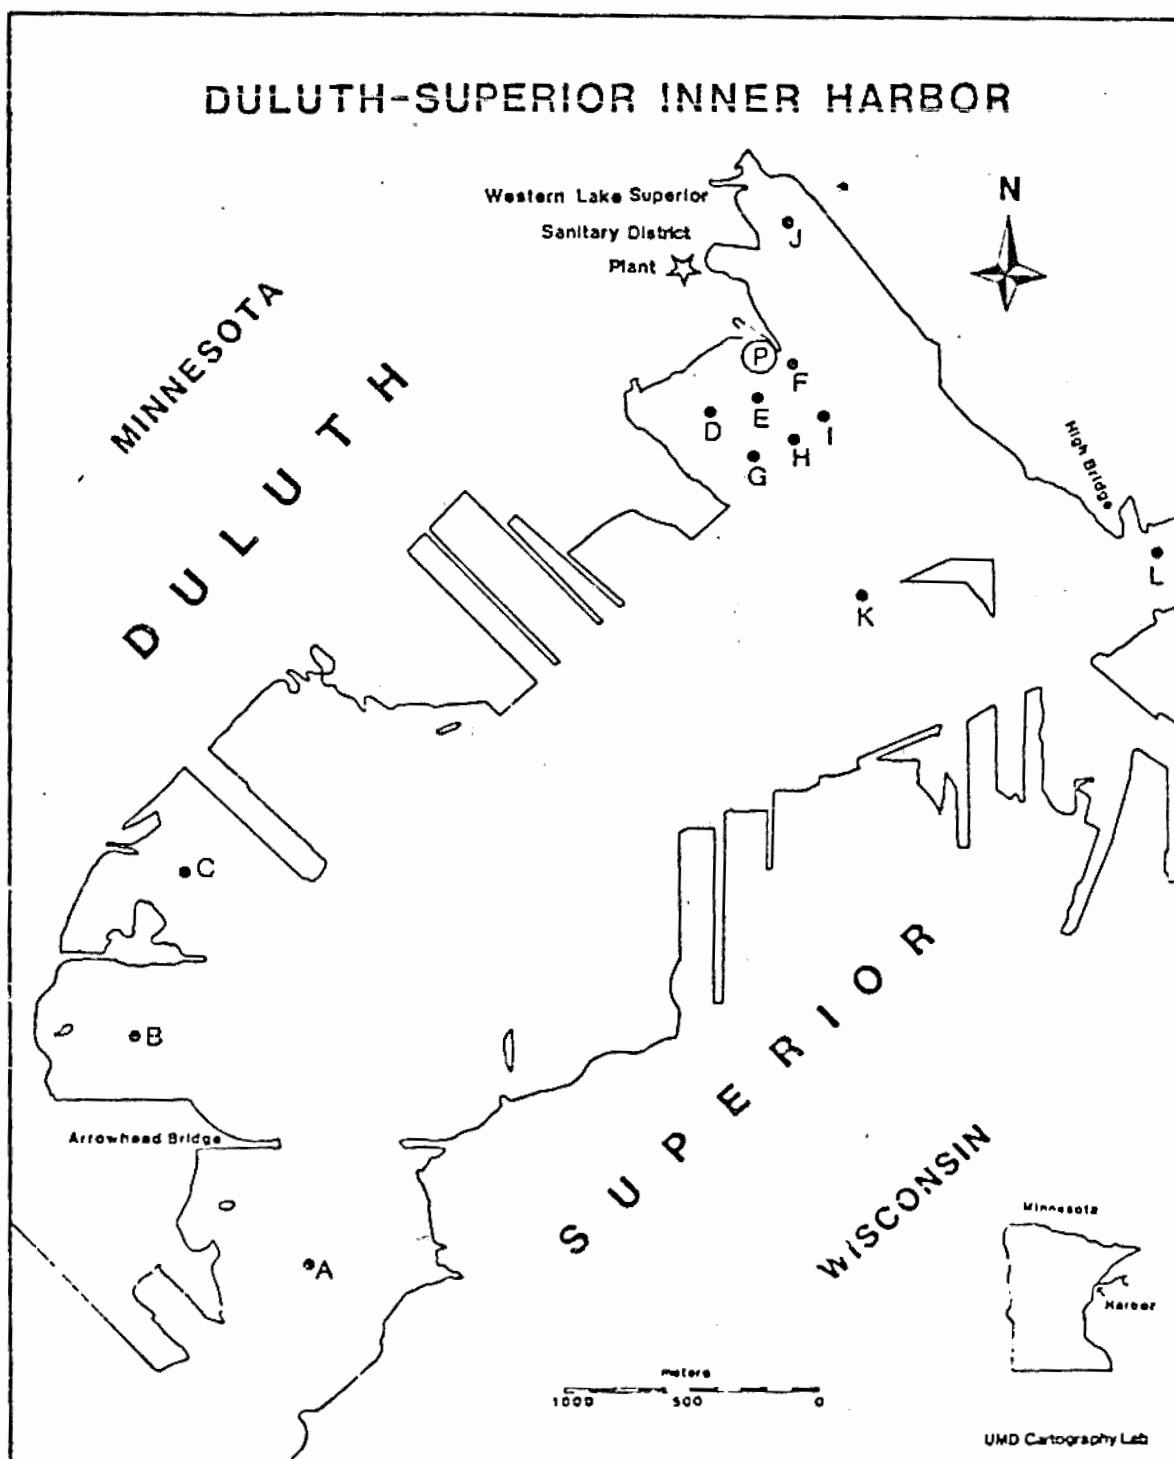 DULUTH-SUPERIOR INNER HARBOR
Western Lake Superior
Sanitary District
Plant
N
J
MINNESOTA
DULUTH
P
F
E
D
I
H
G
High Bridge
L
K
C
B
Arrowhead Bridge
A
SUPERIOR
WISCONSIN
Minnesota
Harbor
meters
1000 500 0
UMD Cartography Lab